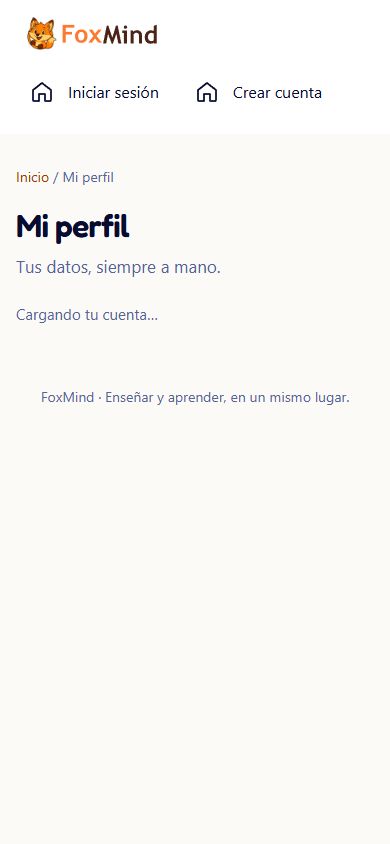 FoxMind
Iniciar sesión
Crear cuenta
Inicio / Mi perfil
Mi perfil
Tus datos, siempre a mano.
Cargando tu cuenta...
FoxMind · Enseñar y aprender, en un mismo lugar.